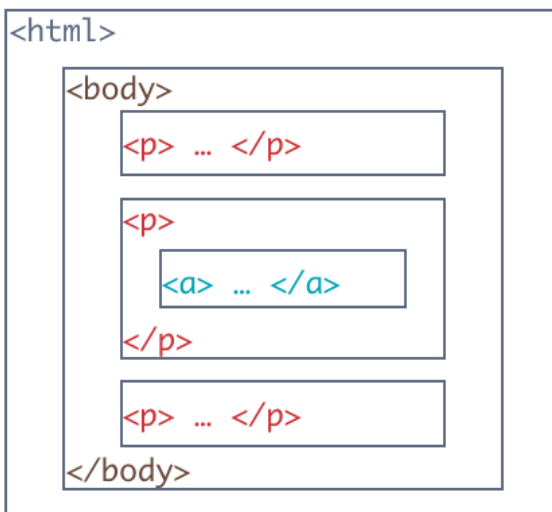 <html>
<body>
<p> … </p>
<p>
<a> … </a>
</p>
<p> … </p>
</body>